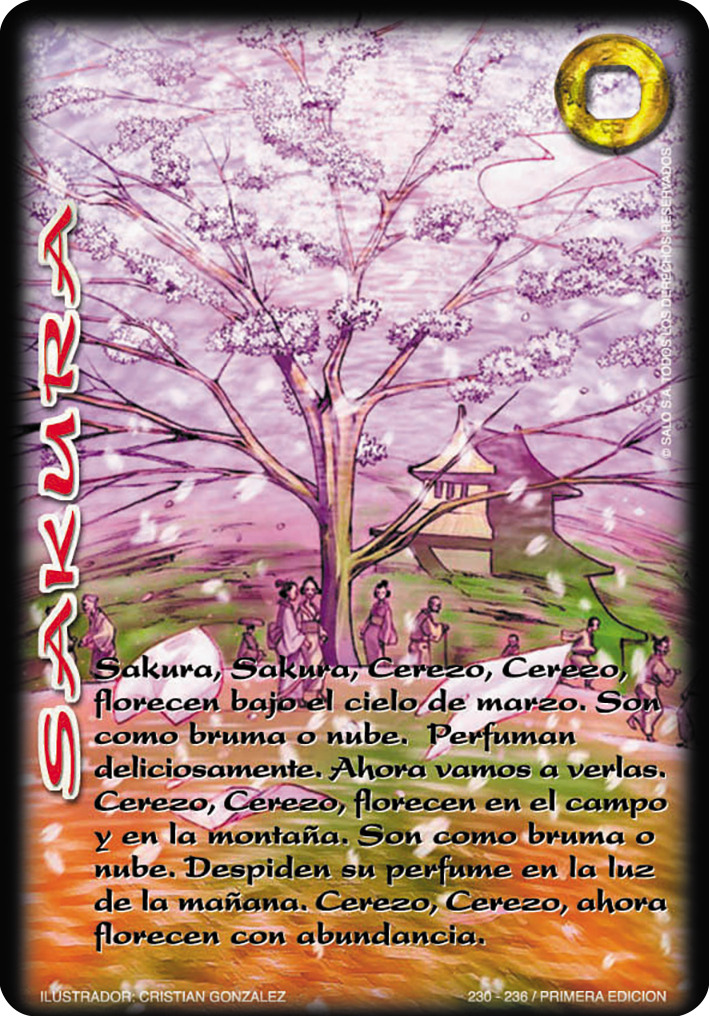 SAKURA
© SALO S.A. TODOS LOS DERECHOS RESERVADOS
Sakura, Sakura, Cerezo, Cerezo,
florecen bajo el cielo de marzo. Son
como bruma o nube. Perfuman
deliciosamente. Ahora vamos a verlas.
Cerezo, Cerezo, florecen en el campo
y en la montaña. Son como bruma o
nube. Despiden su perfume en la luz
de la mañana. Cerezo, Cerezo, ahora
florecen con abundancia.
ILUSTRADOR: CRISTIAN GONZALEZ
230 - 236 / PRIMERA EDICION